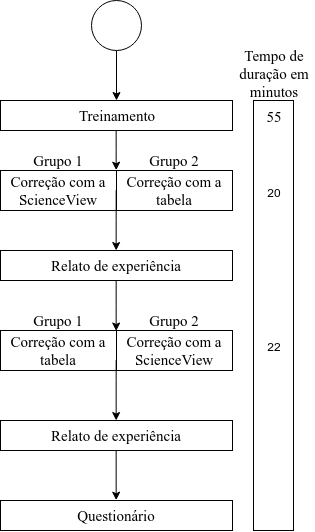 Tempo de
duração em
minutos
Treinamento
55
Grupo 1
Grupo 2
Correção com a
ScienceView
Correção com a
tabela
20
Relato de experiência
Grupo 1
Grupo 2
Correção com a
tabela
Correção com a
ScienceView
22
Relato de experiência
Questionário